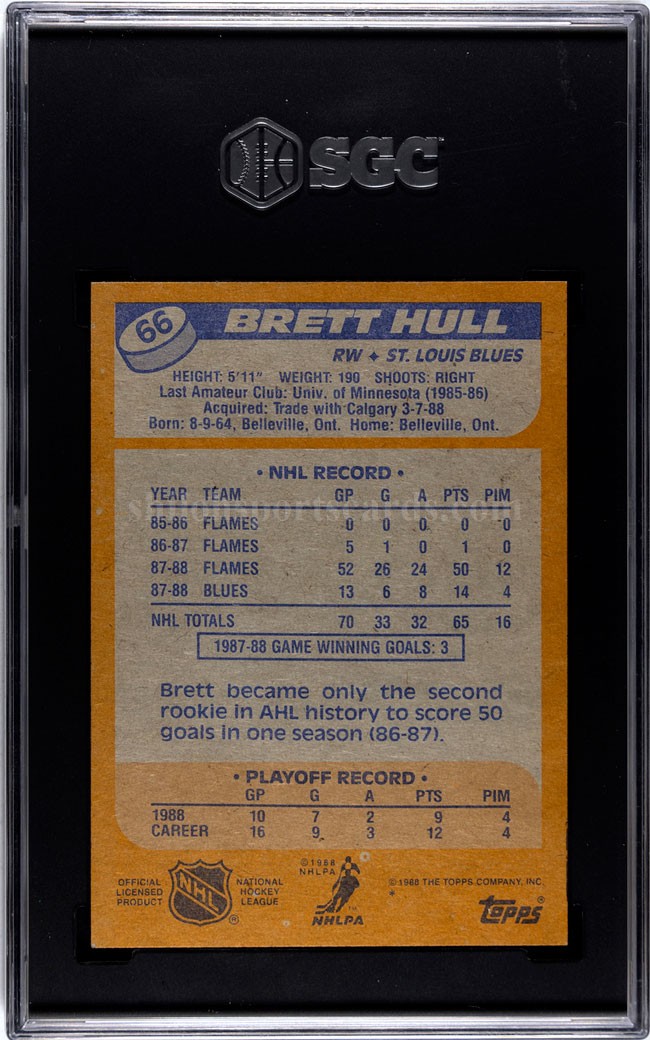 SGC
66
BRETT HULL
RW ✦ ST. LOUIS BLUES
HEIGHT: 5'11" WEIGHT: 190 SHOOTS: RIGHT
Last Amateur Club: Univ. of Minnesota (1985-86)
Acquired: Trade with Calgary 3-7-88
Born: 8-9-64, Belleville, Ont. Home: Belleville, Ont.
• NHL RECORD •
YEAR TEAM GP G A PTS PIM
85-86 FLAMES 0 0 0 0 0
86-87 FLAMES 5 1 0 1 0
87-88 FLAMES 52 26 24 50 12
87-88 BLUES 13 6 8 14 4
NHL TOTALS 70 33 32 65 16
1987-88 GAME WINNING GOALS: 3
Brett became only the second
rookie in AHL history to score 50
goals in one season (86-87).
• PLAYOFF RECORD •
GP G A PTS PIM
1988 10 7 2 9 4
CAREER 16 9 3 12 4
OFFICIAL
LICENSED
PRODUCT
NHL
®
NATIONAL
HOCKEY
LEAGUE
©1988
NHLPA
NHLPA
©1988 THE TOPPS COMPANY, INC.
*
topps®